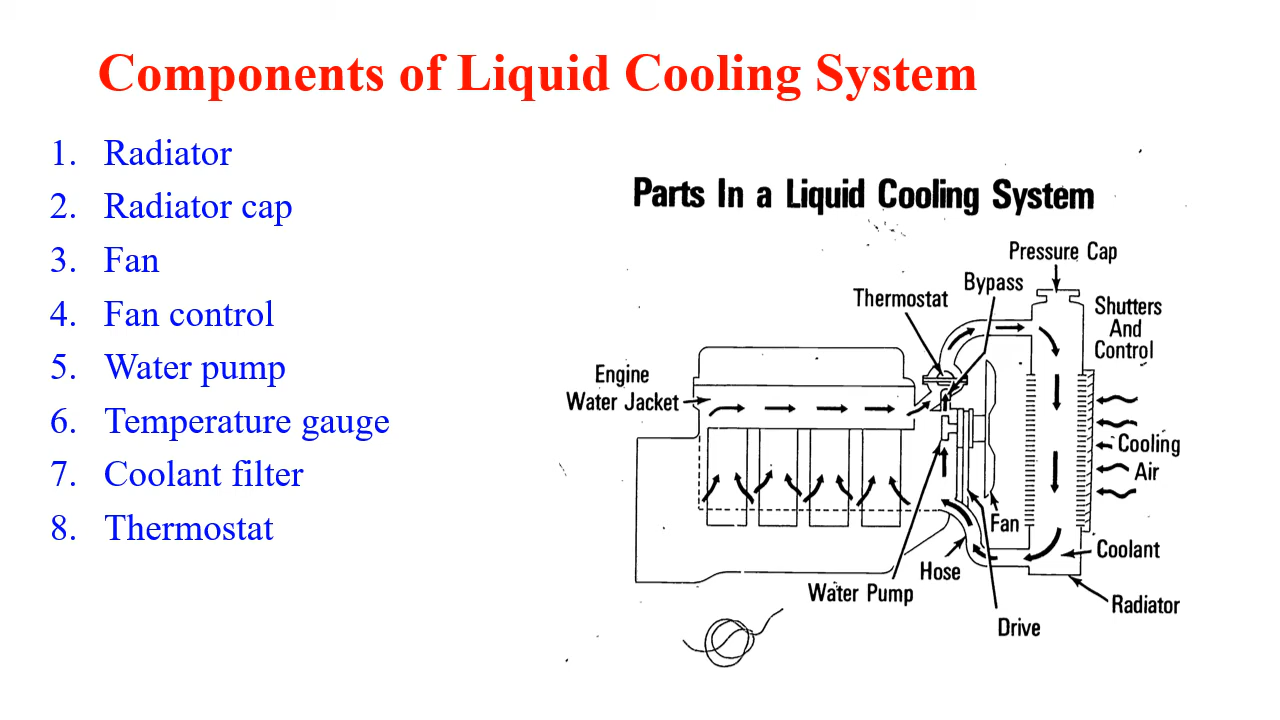 Components of Liquid Cooling System
1. Radiator
2. Radiator cap
3. Fan
4. Fan control
5. Water pump
6. Temperature gauge
7. Coolant filter
8. Thermostat
Parts In a Liquid Cooling System
Pressure Cap
Bypass
Thermostat
Shutters
And
Control
Engine
Water Jacket
Cooling
Air
Fan
Coolant
Hose
Water Pump
Radiator
Drive